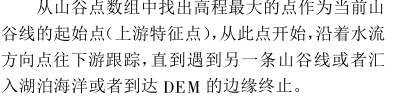 从山谷点数组中找出高程最大的点作为当前山
谷线的起始点(上游特征点),从此点开始,沿着水流
方向点往下游跟踪,直到遇到另一条山谷线或者汇
入湖泊海洋或者到达 DEM 的边缘终止。